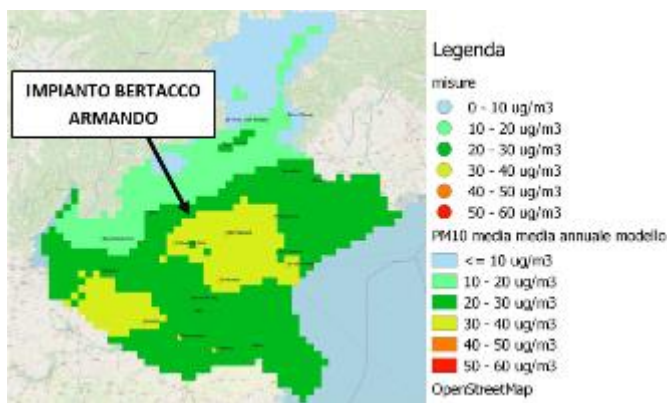 IMPIANTO BERTACCO
ARMANDO
Legenda
misure
0 - 10 ug/m3
10 - 20 ug/m3
20 - 30 ug/m3
30 - 40 ug/m3
40 - 50 ug/m3
50 - 60 ug/m3
PM10 media media annuale modello
<= 10 ug/m3
10 - 20 ug/m3
20 - 30 ug/m3
30 - 40 ug/m3
40 - 50 ug/m3
50 - 60 ug/m3
OpenStreetMap